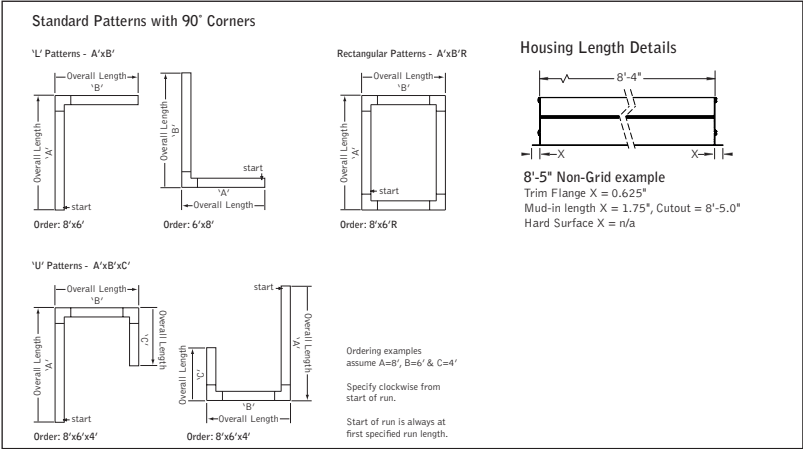 Standard Patterns with 90˚ Corners
‘L’ Patterns - A’xB’
Overall Length
‘B’
Overall Length
‘A’
start
Order: 8’x6’
Overall Length
‘B’
start
‘A’
Overall Length
Order: 6’x8’
Rectangular Patterns - A’xB’R
Overall Length
‘B’
Overall Length
‘A’
start
Order: 8’x6’R
Housing Length Details
8'-4"
X
X
8'-5" Non-Grid example
Trim Flange X = 0.625"
Mud-in length X = 1.75", Cutout = 8'-5.0"
Hard Surface X = n/a
‘U’ Patterns - A’xB’xC’
Overall Length
‘B’
Overall Length
‘A’
‘C’
Overall Length
start
Order: 8’x6’x4’
start
Overall Length
‘C’
‘A’
Overall Length
‘B’
Overall Length
Order: 8’x6’x4’
Ordering examples
assume A=8’, B=6’ & C=4’
Specify clockwise from
start of run.
Start of run is always at
first specified run length.